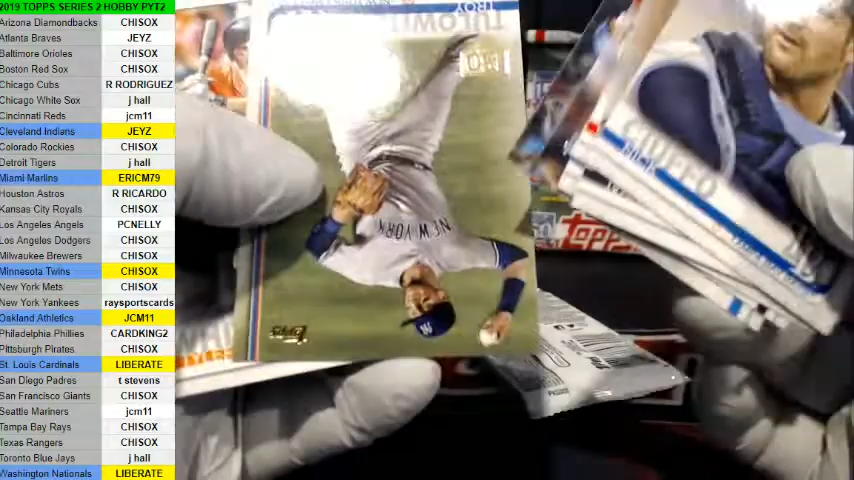 2019 TOPPS SERIES 2 HOBBY PYT2
Arizona Diamondbacks CHISOX
Atlanta Braves JEYZ
Baltimore Orioles CHISOX
Boston Red Sox CHISOX
Chicago Cubs R RODRIGUEZ
Chicago White Sox j hall
Cincinnati Reds jcm11
Cleveland Indians JEYZ
Colorado Rockies CHISOX
Detroit Tigers j hall
Miami Marlins ERICM79
Houston Astros R RICARDO
Kansas City Royals CHISOX
Los Angeles Angels PCNELLY
Los Angeles Dodgers CHISOX
Milwaukee Brewers CHISOX
Minnesota Twins CHISOX
New York Mets CHISOX
New York Yankees raysportscards
Oakland Athletics JCM11
Philadelphia Phillies CARDKING2
Pittsburgh Pirates CHISOX
St. Louis Cardinals LIBERATE
San Diego Padres t stevens
San Francisco Giants CHISOX
Seattle Mariners jcm11
Tampa Bay Rays CHISOX
Texas Rangers CHISOX
Toronto Blue Jays j hall
Washington Nationals LIBERATE
TROY
NEW YORK
Topps
NICK
CIUFFO
Topps